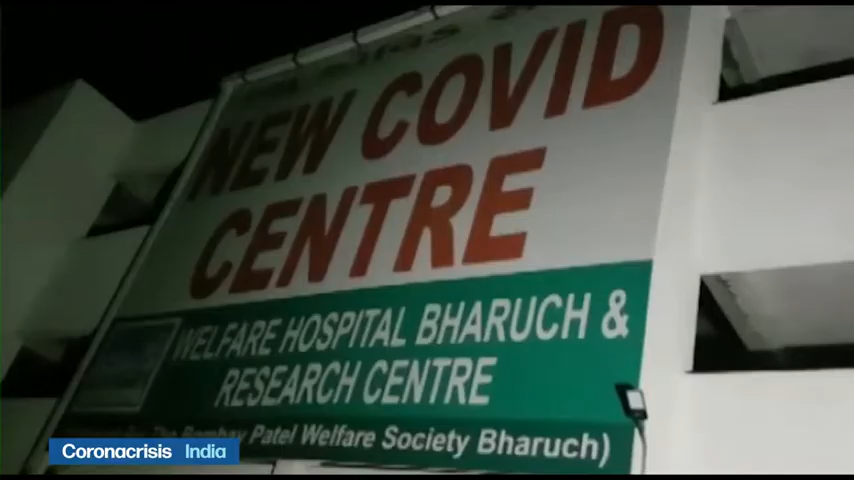 NEW COVID
CENTRE
WELFARE HOSPITAL BHARUCH &
RESEARCH CENTRE
Bombay Patel Welfare Society Bharuch)
Coronacrisis India